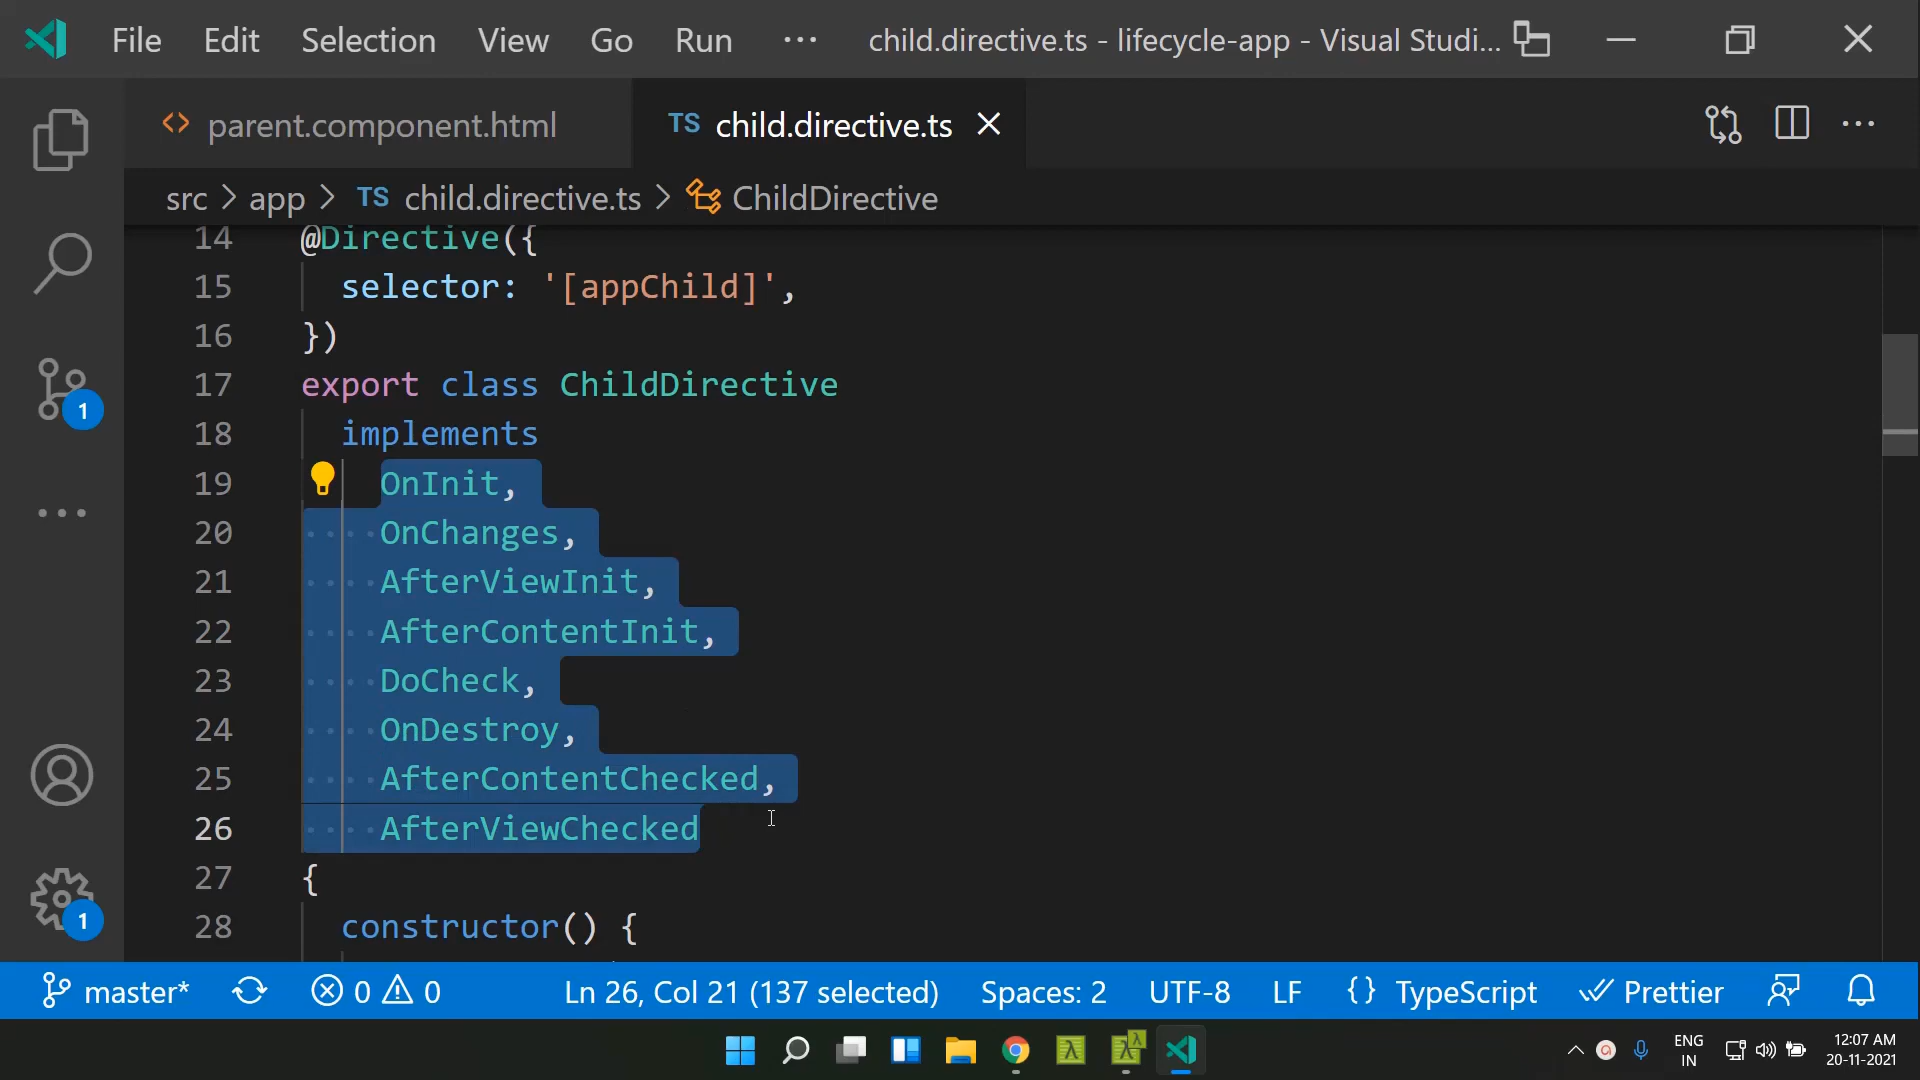 File Edit Selection View Go Run ··· child.directive.ts - lifecycle-app - Visual Studi...
<> parent.component.html TS child.directive.ts
src > app > TS child.directive.ts > ChildDirective
14 @Directive({
15 selector: '[appChild]',
16 })
17 export class ChildDirective
18 implements
19 OnInit,
20 OnChanges,
21 AfterViewInit,
22 AfterContentInit,
23 DoCheck,
24 OnDestroy,
25 AfterContentChecked,
26 AfterViewChecked
27 {
28 constructor() {
1
1
master* 0 0 Ln 26, Col 21 (137 selected) Spaces: 2 UTF-8 LF {} TypeScript Prettier
ENG
IN
12:07 AM
20-11-2021